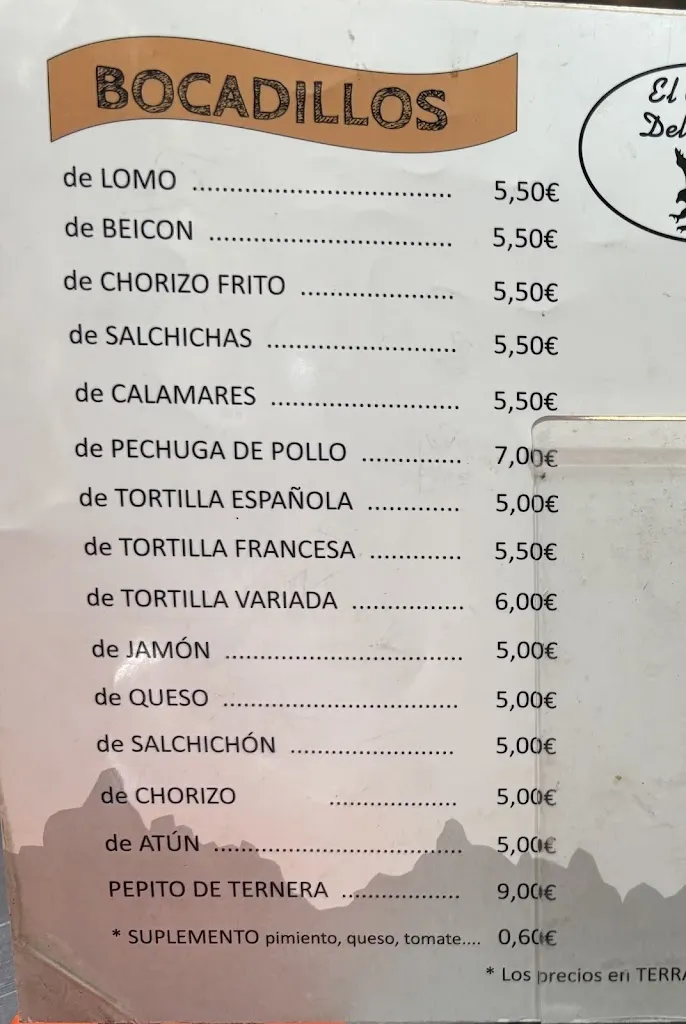 BOCADILLOS
El
de LOMO .......................................... 5,50€
de BEICON ....................................... 5,50€
de CHORIZO FRITO ........................ 5,50€
de SALCHICHAS .............................. 5,50€
de CALAMARES .............................. 5,50€
de PECHUGA DE POLLO ............... 7,00€
de TORTILLA ESPAÑOLA .............. 5,00€
de TORTILLA FRANCESA .............. 5,50€
de TORTILLA VARIADA ................. 6,00€
de JAMÓN ..................................... 5,00€
de QUESO ..................................... 5,00€
de SALCHICHÓN ......................... 5,00€
de CHORIZO .................... 5,00€
de ATÚN ....................................... 5,00€
PEPITO DE TERNERA .................. 9,00€
* SUPLEMENTO pimiento, queso, tomate.... 0,60€
* Los precios en